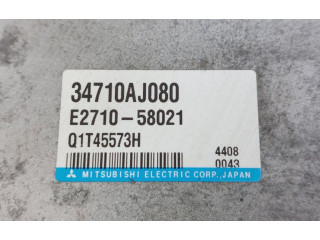 34710AJ080
E2710-58021
Q1T45573H
4408
0043
MITSUBISHI ELECTRIC CORP., JAPAN